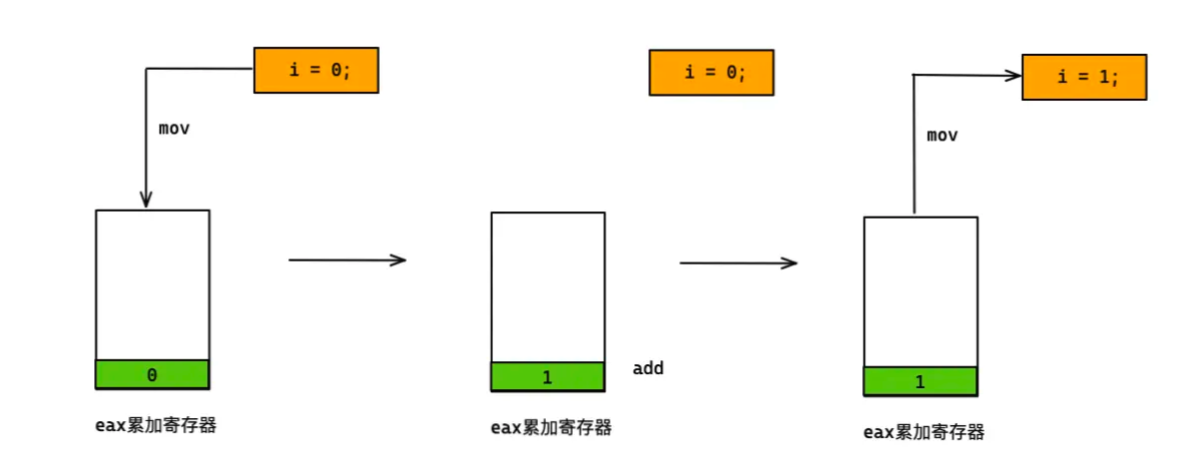 i = 0;
i = 0;
i = 1;
mov
mov
add
0
1
1
eax累加寄存器
eax累加寄存器
eax累加寄存器